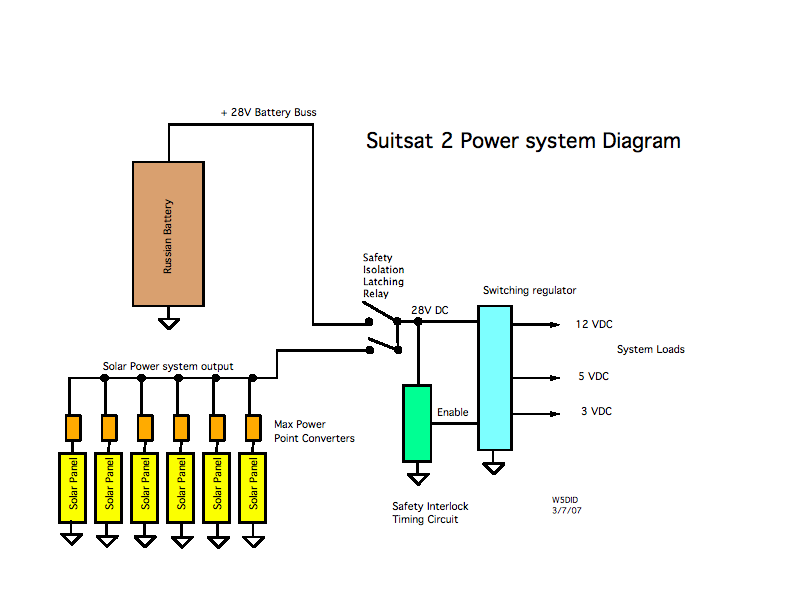 + 28V Battery Buss
Suitsat 2 Power system Diagram
Russian Battery
Safety
Isolation
Latching
Relay
28V DC
Switching regulator
12 VDC
System Loads
5 VDC
3 VDC
Solar Power system output
Max Power
Point Converters
Enable
Solar Panel
Solar Panel
Solar Panel
Solar Panel
Solar Panel
Solar Panel
Safety Interlock
Timing Circuit
W5DID
3/7/07